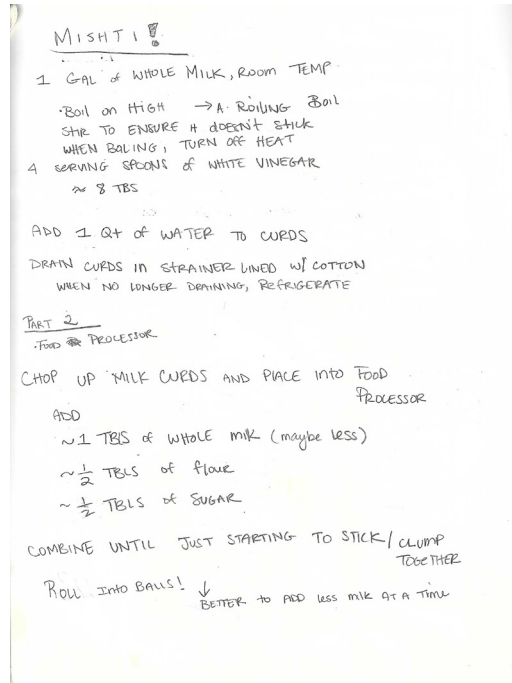 MISHTI!
1 GAL of WHOLE MILK, ROOM TEMP
·Boil on HIGH → A ROILING Boil
STIR TO ENSURE it doesn't stick
WHEN BOLING, TURN Off HEAT
4 SERVING SPOONS of WHITE VINEGAR
≈ 8 TBS
ADD 1 Qt of WATER TO CURDS
DRAIN CURDS in STRAINER LINED w/ COTTON
WHEN NO LONGER DRAINING, REFRIGERATE
PART 2
·FOOD PROCESSOR
CHOP UP MILK CURDS AND PLACE into FOOD
PROCESSOR
ADD
~1 TBLS of WHOLE milk (maybe less)
~ 1/2 TBLS of flour
~ 1/2 TBLS of SUGAR
COMBINE UNTIL JUST STARTING TO STICK/CLUMP
TOGETHER
ROLL INTO BALLS! ↓
BETTER to ADD less milk AT A TIME